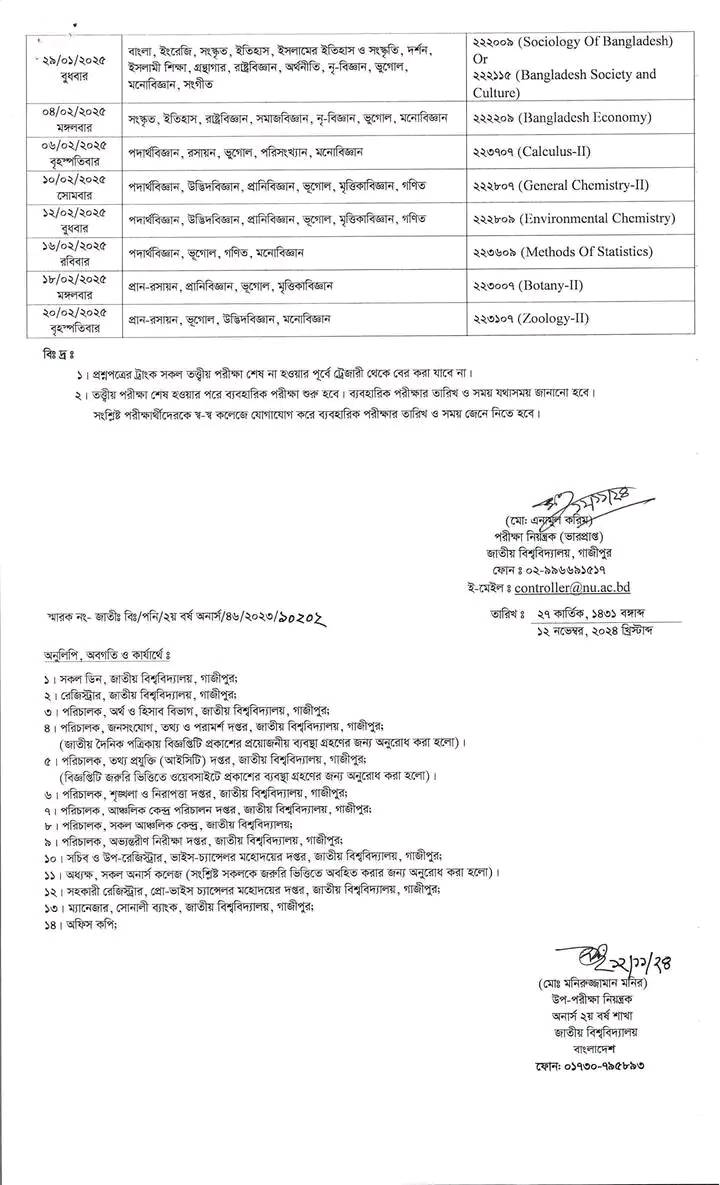 ২৯/০১/২০২৫
বুধবার
বাংলা, ইংরেজি, সংস্কৃত, ইতিহাস, ইসলামের ইতিহাস ও সংস্কৃতি, দর্শন,
ইসলামী শিক্ষা, গ্রন্থাগার, রাষ্ট্রবিজ্ঞান, অর্থনীতি, নৃ-বিজ্ঞান, ভূগোল,
মনোবিজ্ঞান, সংগীত
২২২০০৯ (Sociology Of Bangladesh)
Or
২২২১১৫ (Bangladesh Society and
Culture)
০৪/০২/২০২৫
মঙ্গলবার
সংস্কৃত, ইতিহাস, রাষ্ট্রবিজ্ঞান, সমাজবিজ্ঞান, নৃ-বিজ্ঞান, ভূগোল, মনোবিজ্ঞান
২২২২০৯ (Bangladesh Economy)
০৬/০২/২০২৫
বৃহস্পতিবার
পদার্থবিজ্ঞান, রসায়ন, ভূগোল, পরিসংখ্যান, মনোবিজ্ঞান
২২৩৭০৭ (Calculus-II)
১০/০২/২০২৫
সোমবার
পদার্থবিজ্ঞান, উদ্ভিদবিজ্ঞান, প্রানিবিজ্ঞান, ভূগোল, মৃত্তিকাবিজ্ঞান, গণিত
২২২৮০৭ (General Chemistry-II)
১২/০২/২০২৫
বুধবার
পদার্থবিজ্ঞান, উদ্ভিদবিজ্ঞান, প্রানিবিজ্ঞান, ভূগোল, মৃত্তিকাবিজ্ঞান, গণিত
২২২৮০৯ (Environmental Chemistry)
১৬/০২/২০২৫
রবিবার
পদার্থবিজ্ঞান, ভূগোল, গণিত, মনোবিজ্ঞান
২২৩৬০৯ (Methods Of Statistics)
১৮/০২/২০২৫
মঙ্গলবার
প্রান-রসায়ন, প্রানিবিজ্ঞান, ভূগোল, মৃত্তিকাবিজ্ঞান
২২৩০০৭ (Botany-II)
২০/০২/২০২৫
বৃহস্পতিবার
প্রান-রসায়ন, ভূগোল, উদ্ভিদবিজ্ঞান, মনোবিজ্ঞান
২২৩১০৭ (Zoology-II)
বিঃ দ্রঃ
১। প্রশ্নপত্রের ট্রাংক সকল তত্ত্বীয় পরীক্ষা শেষ না হওয়ার পূর্বে ট্রেজারী থেকে বের করা যাবে না।
২। তত্ত্বীয় পরীক্ষা শেষ হওয়ার পরে ব্যবহারিক পরীক্ষা শুরু হবে। ব্যবহারিক পরীক্ষার তারিখ ও সময় যথাসময় জানানো হবে।
সংশ্লিষ্ট পরীক্ষার্থীদেরকে স্ব-স্ব কলেজে যোগাযোগ করে ব্যবহারিক পরীক্ষার তারিখ ও সময় জেনে নিতে হবে।
১২/১১/২৪
(মো: এনামুল করিম)
পরীক্ষা নিয়ন্ত্রক (ভারপ্রাপ্ত)
জাতীয় বিশ্ববিদ্যালয়, গাজীপুর
ফোন ঃ ০২-৯৯৬৬৯১৫১৭
ই-মেইল ঃ controller@nu.ac.bd
স্মারক নং- জাতীঃ বিঃ/পনি/২য় বর্ষ অনার্স/৪৬/২০২৩/১০২০২
তারিখ ঃ ২৭ কার্তিক, ১৪৩১ বঙ্গাব্দ
১২ নভেম্বর, ২০২৪ খ্রিস্টাব্দ
অনুলিপি, অবগতি ও কার্যার্থে ঃ
১। সকল ডিন, জাতীয় বিশ্ববিদ্যালয়, গাজীপুর;
২। রেজিস্ট্রার, জাতীয় বিশ্ববিদ্যালয়, গাজীপুর;
৩। পরিচালক, অর্থ ও হিসাব বিভাগ, জাতীয় বিশ্ববিদ্যালয়, গাজীপুর;
৪। পরিচালক, জনসংযোগ, তথ্য ও পরামর্শ দপ্তর, জাতীয় বিশ্ববিদ্যালয়, গাজীপুর;
(জাতীয় দৈনিক পত্রিকায় বিজ্ঞপ্তিটি প্রকাশের প্রয়োজনীয় ব্যবস্থা গ্রহণের জন্য অনুরোধ করা হলো)।
৫। পরিচালক, তথ্য প্রযুক্তি (আইসিটি) দপ্তর, জাতীয় বিশ্ববিদ্যালয়, গাজীপুর;
(বিজ্ঞপ্তিটি জরুরি ভিত্তিতে ওয়েবসাইটে প্রকাশের ব্যবস্থা গ্রহণের জন্য অনুরোধ করা হলো)।
৬। পরিচালক, শৃঙ্খলা ও নিরাপত্তা দপ্তর, জাতীয় বিশ্ববিদ্যালয়, গাজীপুর;
৭। পরিচালক, আঞ্চলিক কেন্দ্র পরিচালন দপ্তর, জাতীয় বিশ্ববিদ্যালয়, গাজীপুর;
৮। পরিচালক, সকল আঞ্চলিক কেন্দ্র, জাতীয় বিশ্ববিদ্যালয়;
৯। পরিচালক, অভ্যন্তরীণ নিরীক্ষা দপ্তর, জাতীয় বিশ্ববিদ্যালয়, গাজীপুর;
১০। সচিব ও উপ-রেজিস্ট্রার, ভাইস-চ্যান্সেলর মহোদয়ের দপ্তর, জাতীয় বিশ্ববিদ্যালয়, গাজীপুর;
১১। অধ্যক্ষ, সকল অনার্স কলেজ (সংশ্লিষ্ট সকলকে জরুরি ভিত্তিতে অবহিত করার জন্য অনুরোধ করা হলো)।
১২। সহকারী রেজিস্ট্রার, প্রো-ভাইস চ্যান্সেলর মহোদয়ের দপ্তর, জাতীয় বিশ্ববিদ্যালয়, গাজীপুর;
১৩। ম্যানেজার, সোনালী ব্যাংক, জাতীয় বিশ্ববিদ্যালয়, গাজীপুর;
১৪। অফিস কপি;
১২/১১/২৪
(মোঃ মনিরুজ্জামান মনির)
উপ-পরীক্ষা নিয়ন্ত্রক
অনার্স ২য় বর্ষ শাখা
জাতীয় বিশ্ববিদ্যালয়
বাংলাদেশ
ফোন: ০১৭৩০-৭৯৫৮৯৩